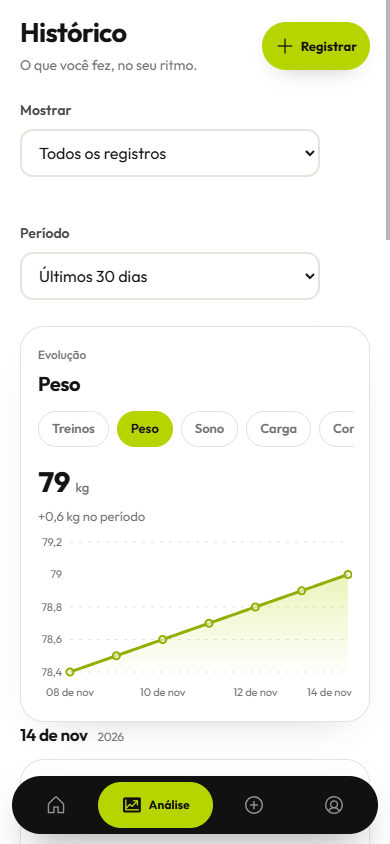 Histórico
O que você fez, no seu ritmo.
Registrar
Mostrar
Todos os registros
Período
Últimos 30 dias
Evolução
Peso
Treinos Peso Sono Carga Cor
79 kg
+0,6 kg no período
79,2
79
78,8
78,6
78,4
08 de nov 10 de nov 12 de nov 14 de nov
14 de nov 2026
Análise